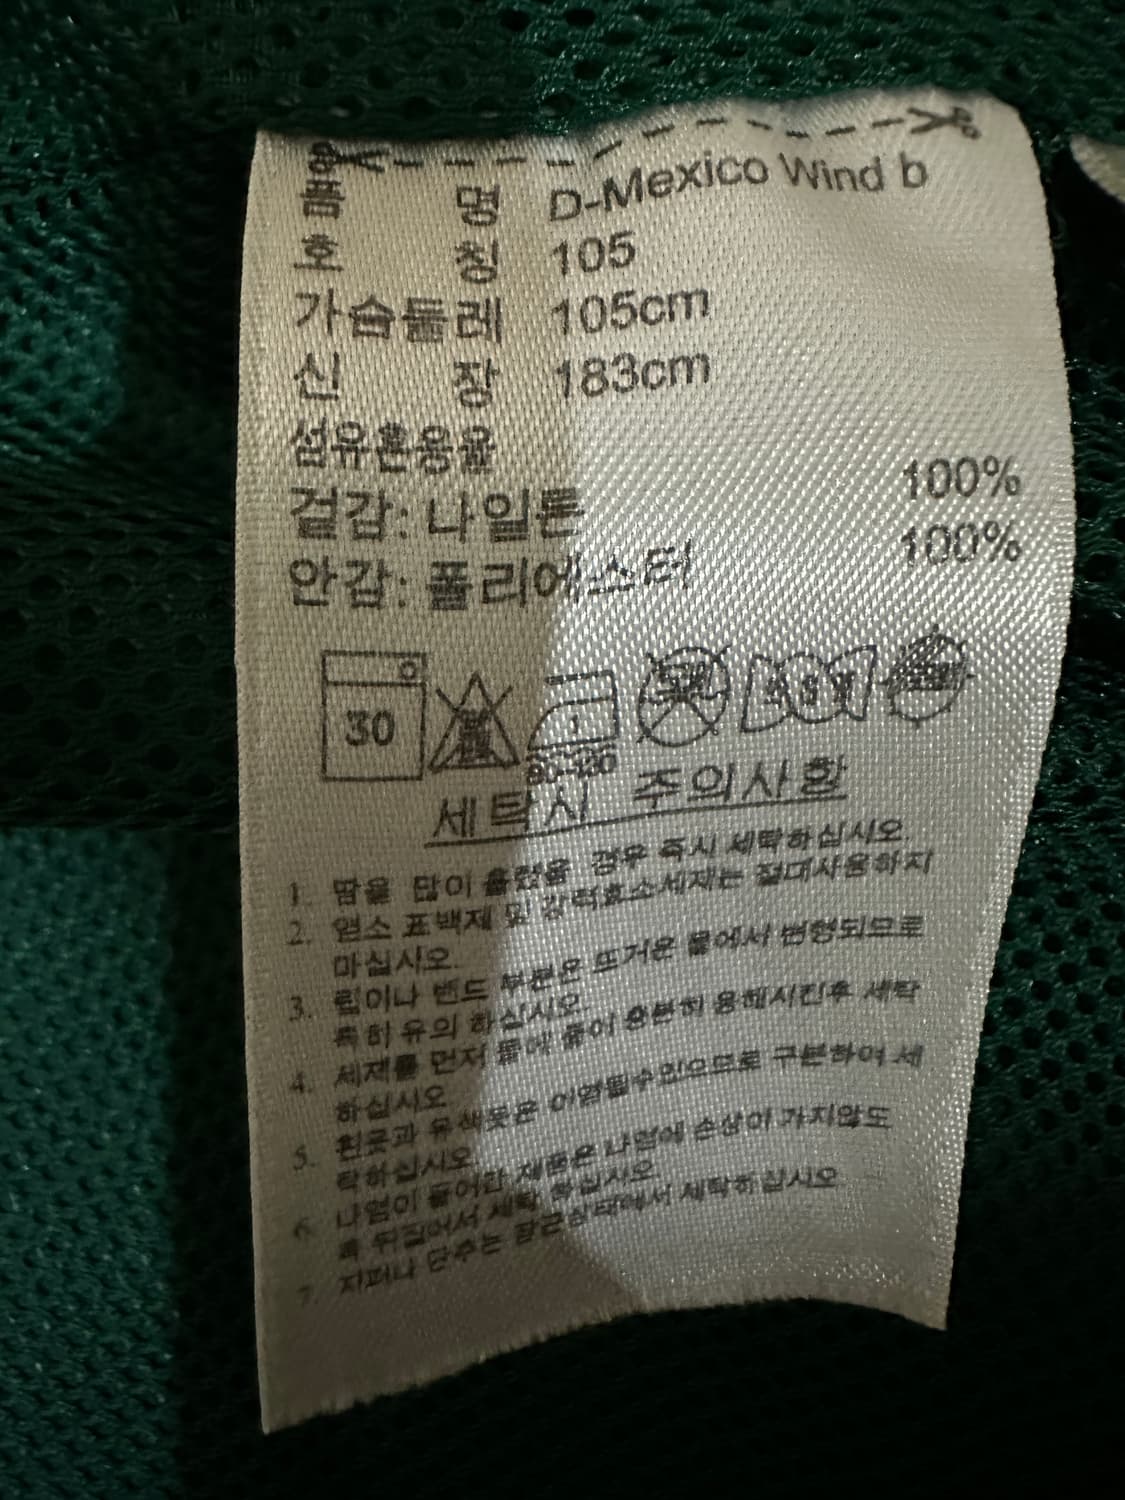 품 명 D-Mexico Wind b
호 칭 105
가슴둘레 105cm
신 장 183cm
섬유혼용율
겉감: 나일론 100%
안감: 폴리에스터 100%
30
80-120
세탁시 주의사항
1. 땀을 많이 흘렸을 경우 즉시 세탁하십시오
2. 염소 표백제 및 강력효소세제는 절대사용하지
마십시오
3. 립이나 밴드 부분은 뜨거운 물에서 변형되므로
특히 유의 하십시오
4. 세제를 먼저 물에 풀어 충분히 용해시킨후 세탁
하십시오
5. 흰옷과 유색옷은 이염될수있으므로 구분하여 세
탁하십시오
6. 나염이 들어간 제품은 나염에 손상이 가지않도
록 뒤집어서 세탁 하십시오
7. 지퍼나 단추는 잠근상태에서 세탁하십시오